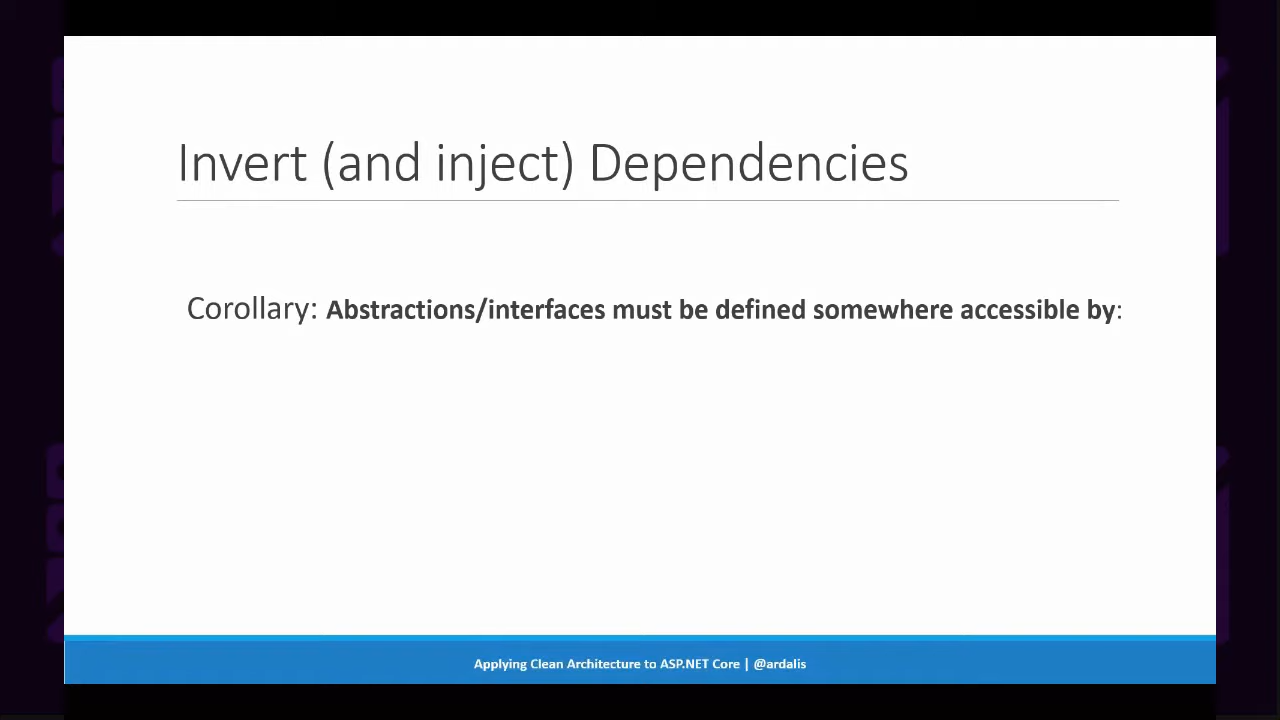 Invert (and inject) Dependencies
Corollary: Abstractions/interfaces must be defined somewhere accessible by:
Applying Clean Architecture to ASP.NET Core | @ardalis